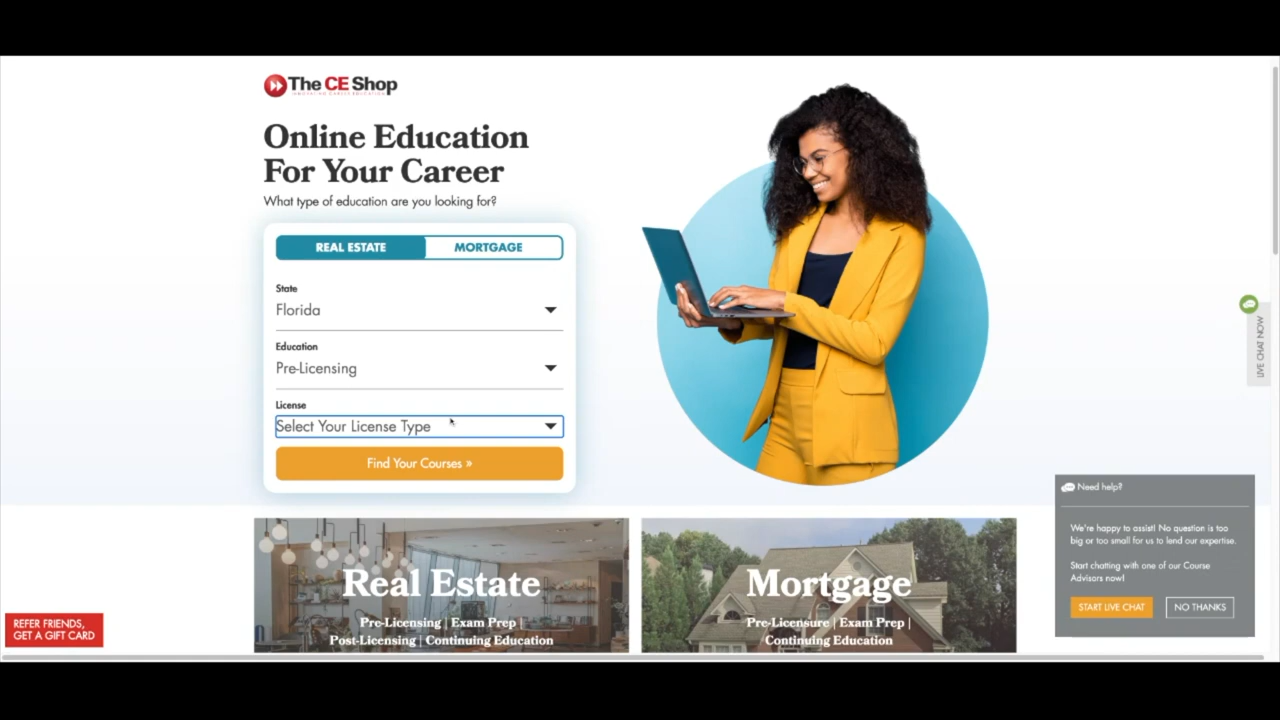 The CE Shop
Online Education
For Your Career
What type of education are you looking for?
REAL ESTATE
MORTGAGE
State
Florida
Education
Pre-Licensing
License
Select Your License Type
Find Your Courses »
LIVE CHAT NOW
Need help?
We're happy to assist! No question is too
big or too small for us to lend our expertise.
Start chatting with one of our Course
Advisors now!
START LIVE CHAT
NO THANKS
Real Estate
Pre-Licensing | Exam Prep |
Post-Licensing | Continuing Education
Mortgage
Pre-Licensure | Exam Prep |
Continuing Education
REFER FRIENDS,
GET A GIFT CARD